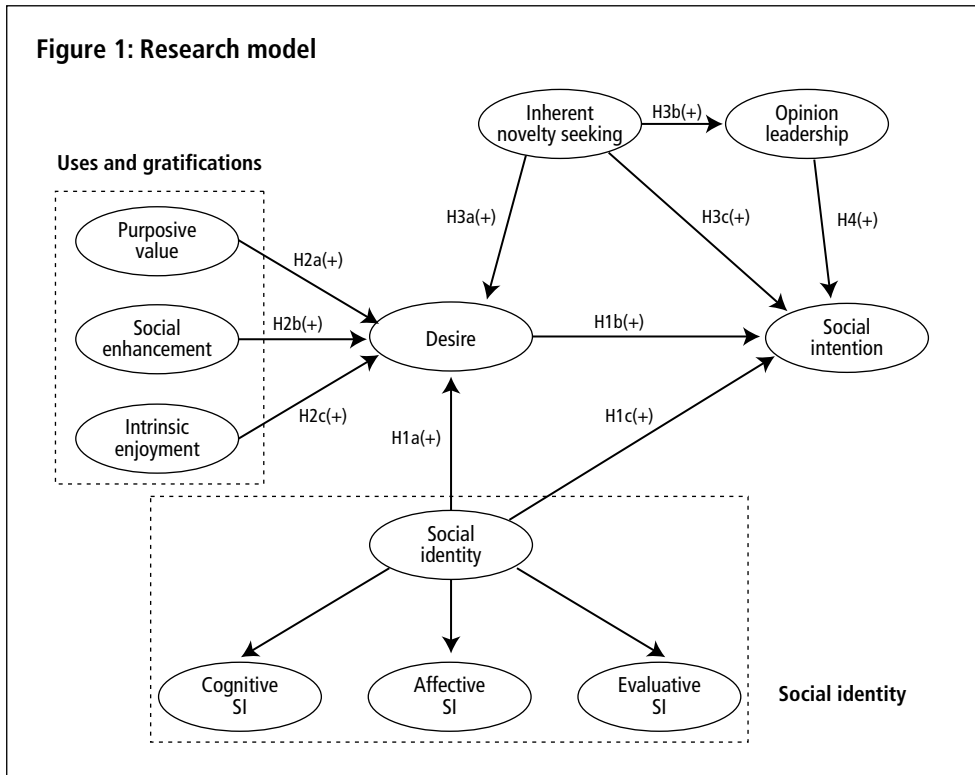 Figure 1: Research model
Inherent
novelty seeking
H3b(+)
Opinion
leadership
Uses and gratifications
Purposive
value
H2a(+)
H3a(+)
H3c(+)
H4(+)
Social
enhancement
H2b(+)
Desire
H1b(+)
Social
intention
Intrinsic
enjoyment
H2c(+)
H1a(+)
H1c(+)
Social
identity
Cognitive
SI
Affective
SI
Evaluative
SI
Social identity